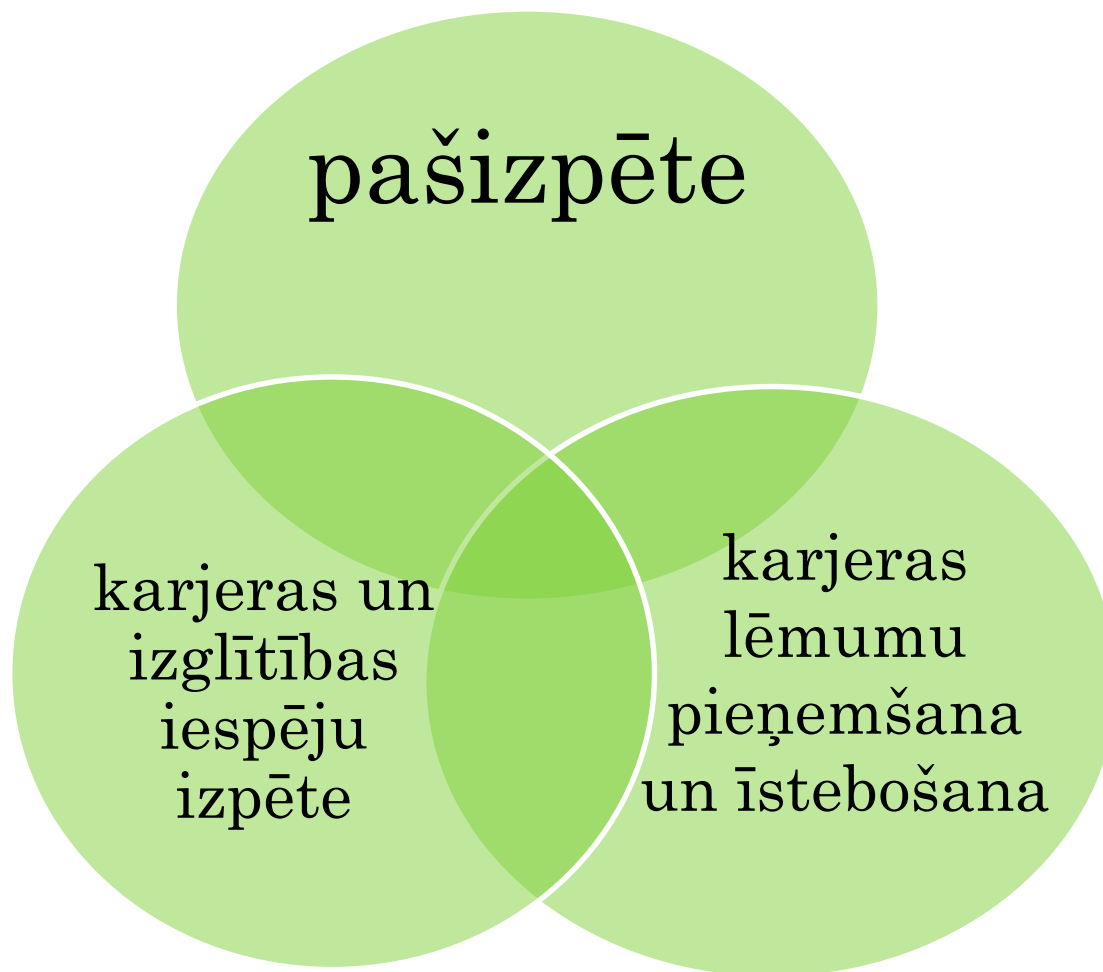 pašizpēte
karjeras un
izglītības
iespēju
izpēte
karjeras
lēmumu
pieņemšana
un īstebošana